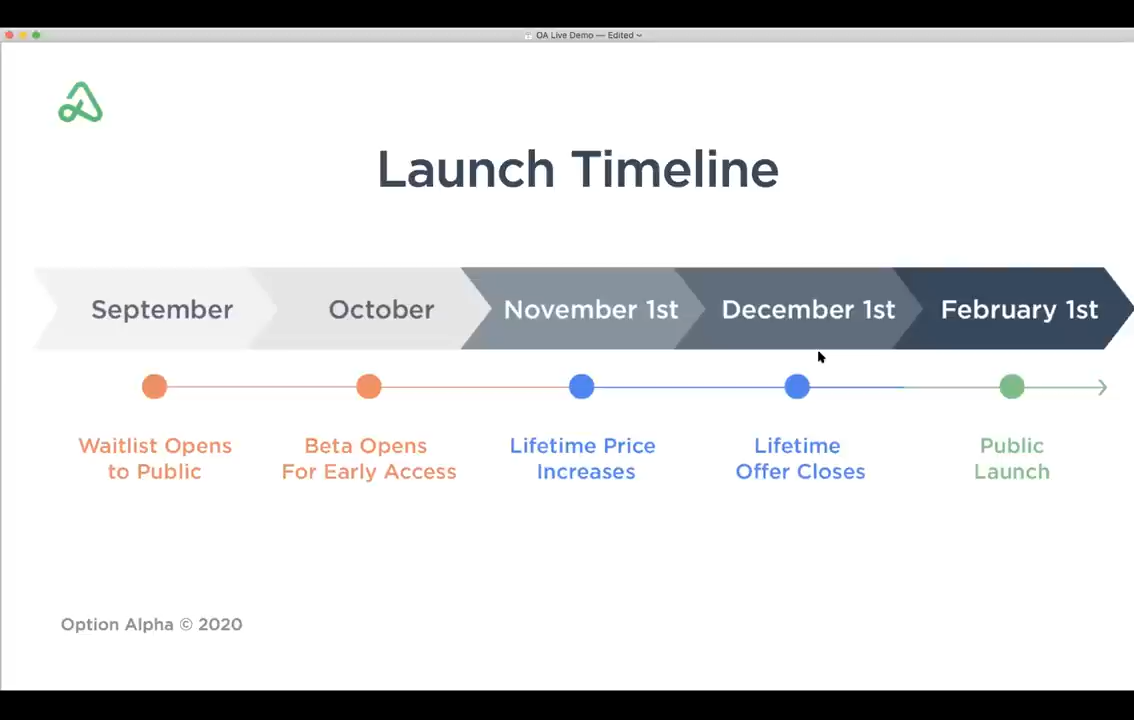 OA Live Demo — Edited
Launch Timeline
September
October
November 1st
December 1st
February 1st
Waitlist Opens
to Public
Beta Opens
For Early Access
Lifetime Price
Increases
Lifetime
Offer Closes
Public
Launch
Option Alpha © 2020